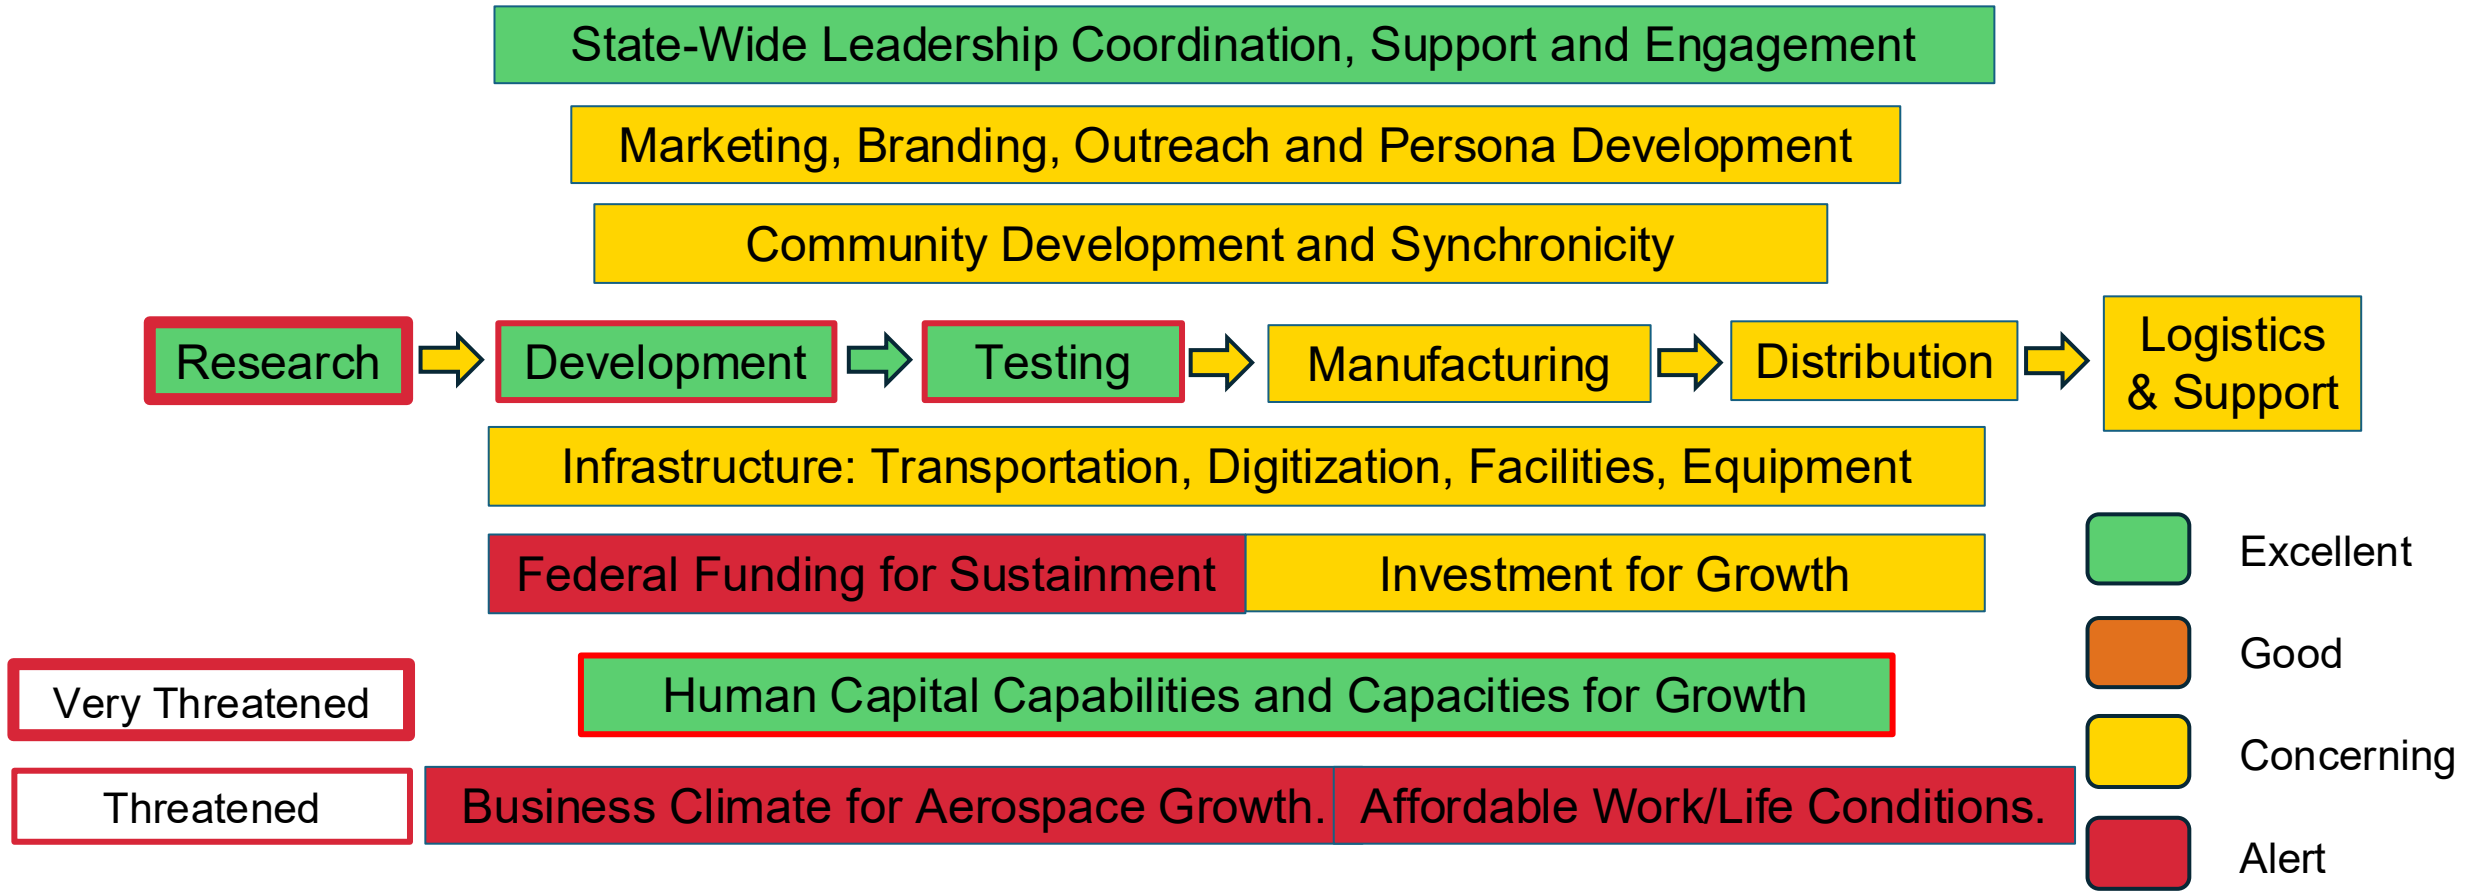 State-Wide Leadership Coordination, Support and Engagement
Marketing, Branding, Outreach and Persona Development
Community Development and Synchronicity
Research
Development
Testing
Manufacturing
Distribution
Logistics
& Support
Infrastructure: Transportation, Digitization, Facilities, Equipment
Federal Funding for Sustainment
Investment for Growth
Human Capital Capabilities and Capacities for Growth
Business Climate for Aerospace Growth.
Affordable Work/Life Conditions.
Very Threatened
Threatened
Excellent
Good
Concerning
Alert